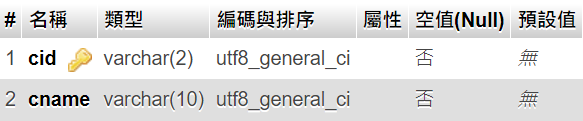 # 名稱 類型 編碼與排序 屬性 空值(Null) 預設值
1 cid varchar(2) utf8_general_ci 否 無
2 cname varchar(10) utf8_general_ci 否 無